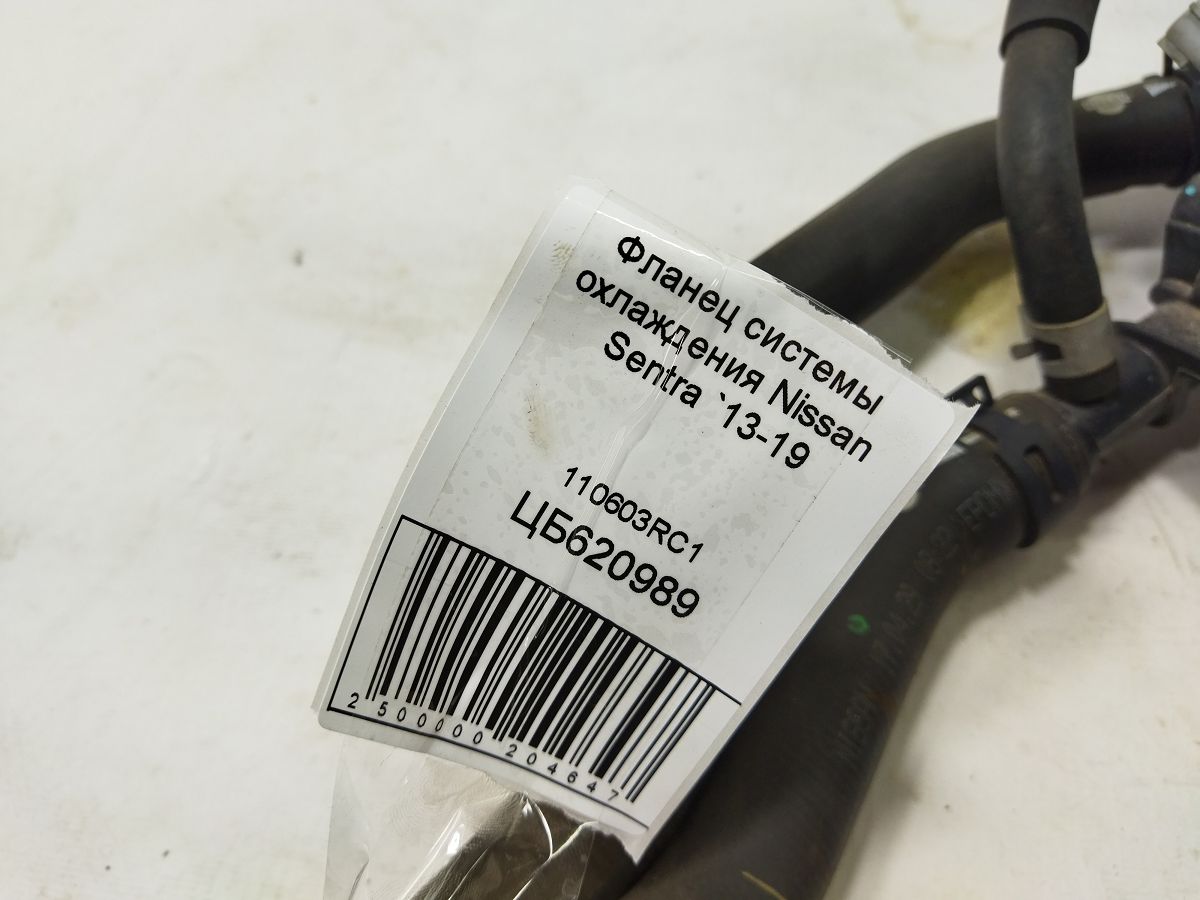 Фланец системы
охлаждения Nissan
Sentra `13-19
110603RC1
ЦБ620989
2500000204647